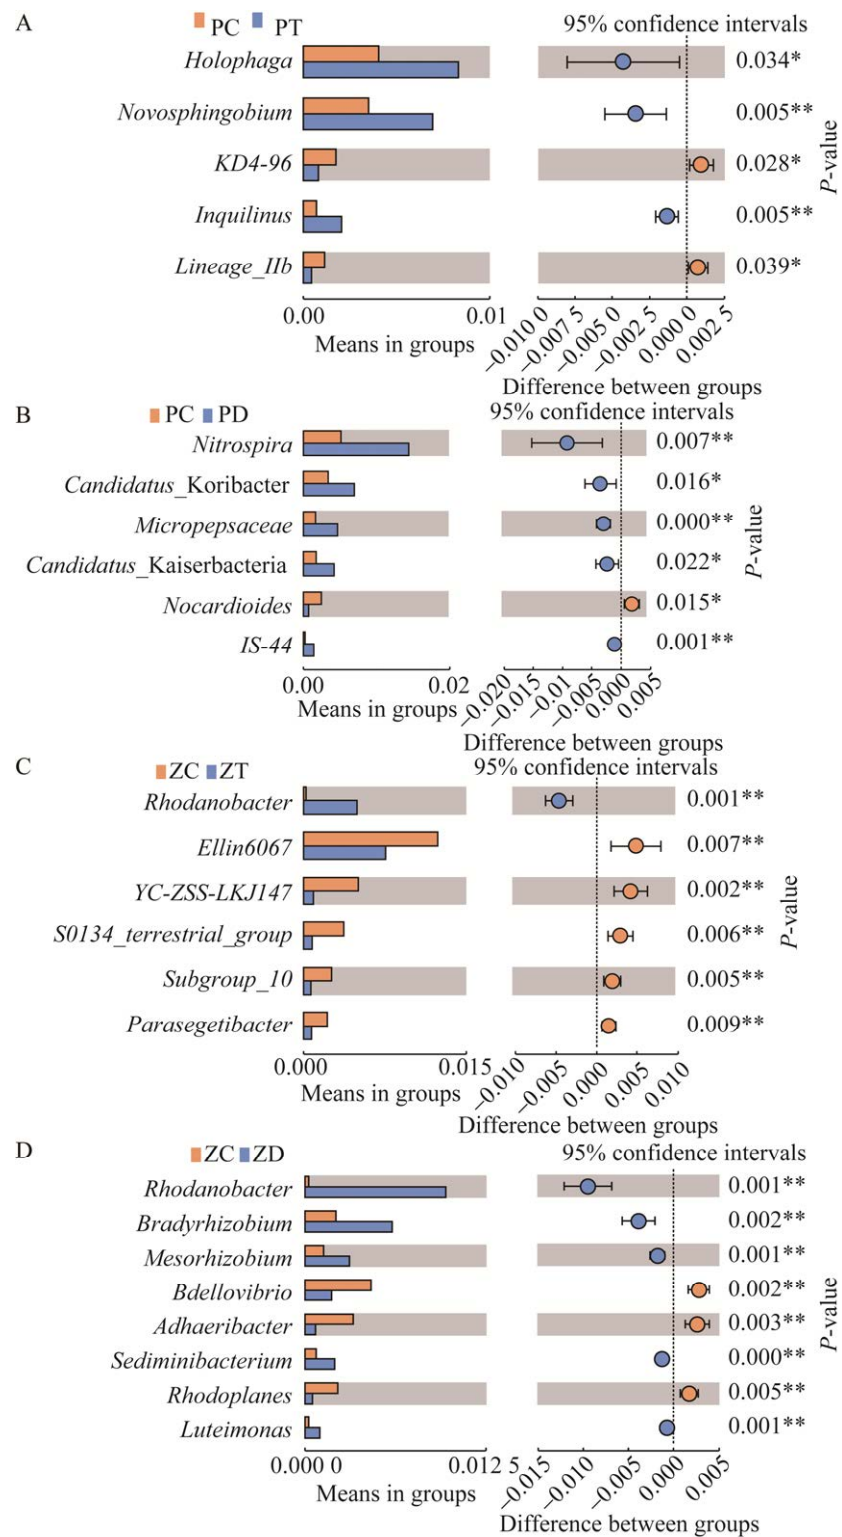 A
PC PT
95% confidence intervals
Holophaga 0.034*
Novosphingobium 0.005**
KD4-96 0.028*
Inquilinus 0.005**
Lineage_IIb 0.039*
P-value
0.00 0.01
Means in groups
−0.010 0 −0.007 5 −0.005 0 −0.002 5 0.000 0 0.002 5
Difference between groups
B
PC PD
95% confidence intervals
Nitrospira 0.007**
Candidatus_Koribacter 0.016*
Micropepsaceae 0.000**
Candidatus_Kaiserbacteria 0.022*
Nocardioides 0.015*
IS-44 0.001**
P-value
0.00 0.02
Means in groups
−0.020 −0.015 −0.01 −0.005 0.000 0.005
Difference between groups
C
ZC ZT
95% confidence intervals
Rhodanobacter 0.001**
Ellin6067 0.007**
YC-ZSS-LKJ147 0.002**
S0134_terrestrial_group 0.006**
Subgroup_10 0.005**
Parasegetibacter 0.009**
P-value
0.000 0.015
Means in groups
−0.010 −0.005 0.000 0.005 0.010
Difference between groups
D
ZC ZD
95% confidence intervals
Rhodanobacter 0.001**
Bradyrhizobium 0.002**
Mesorhizobium 0.001**
Bdellovibrio 0.002**
Adhaeribacter 0.003**
Sediminibacterium 0.000**
Rhodoplanes 0.005**
Luteimonas 0.001**
P-value
0.000 0 0.012 5
Means in groups
−0.015 −0.010 −0.005 0.000 0.005
Difference between groups